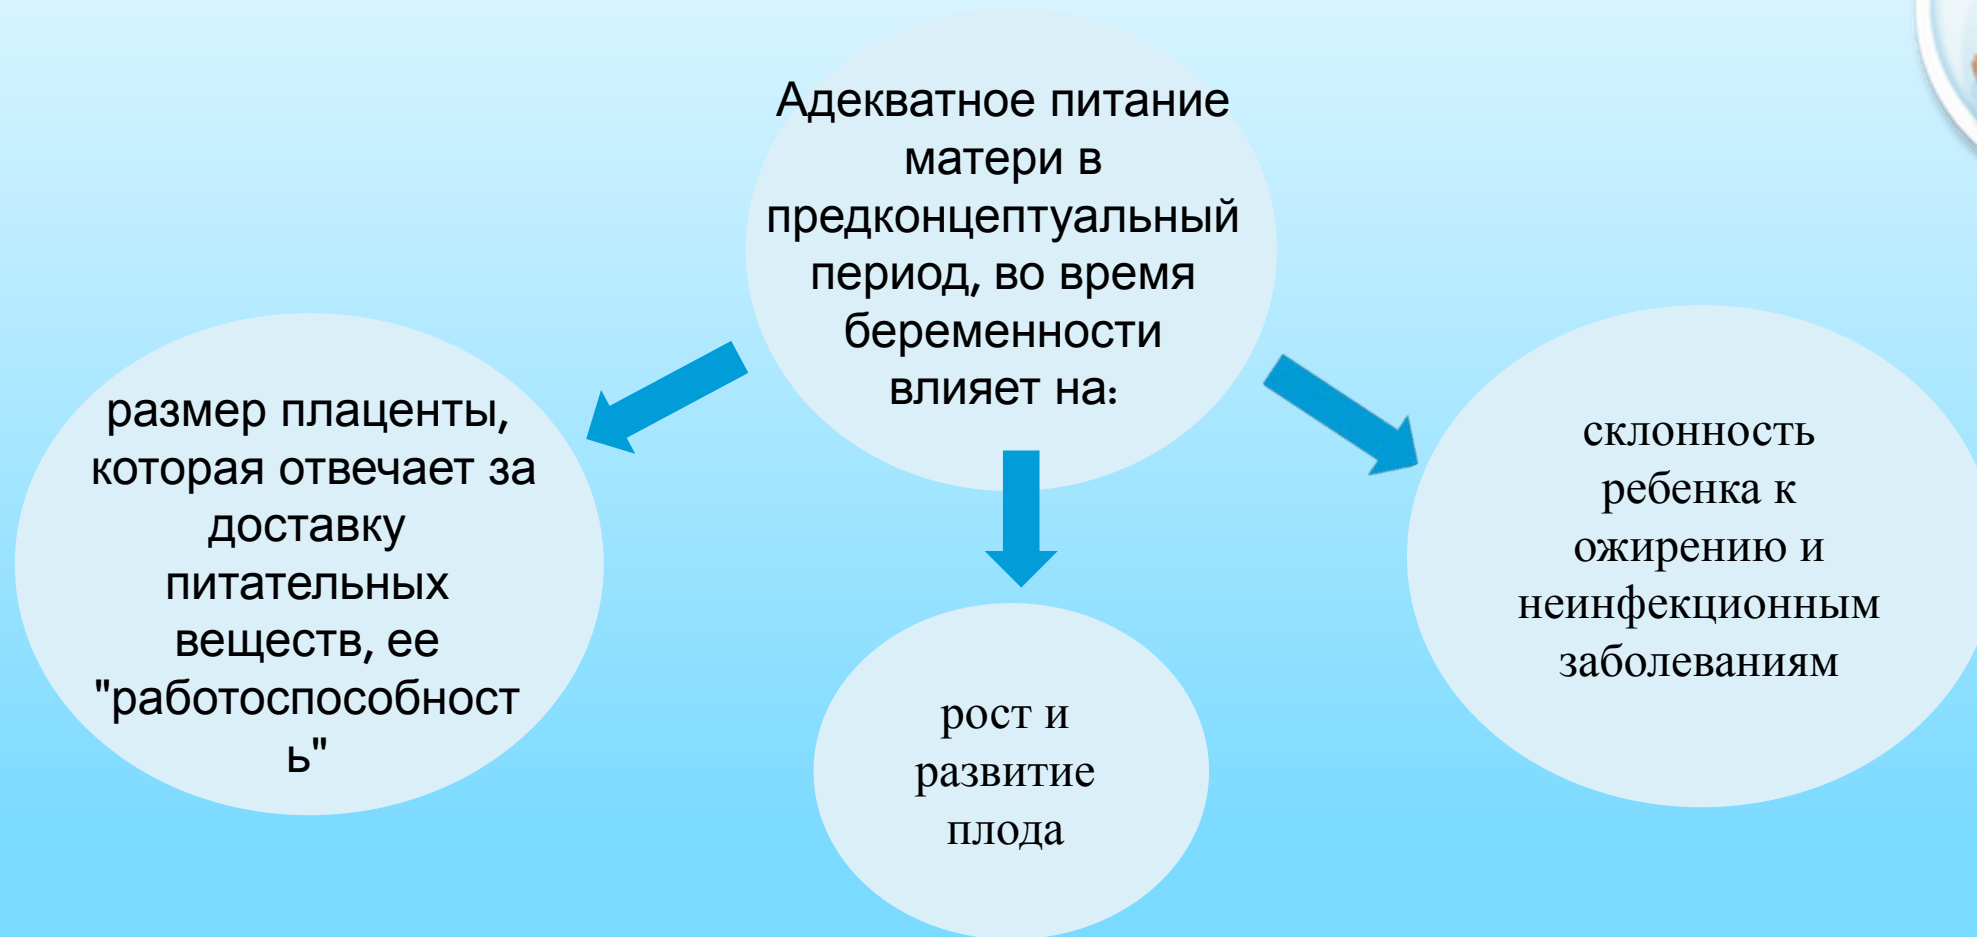 Адекватное питание
матери в
предконцептуальный
период, во время
беременности
влияет на:
размер плаценты,
которая отвечает за
доставку
питательных
веществ, ее
"работоспособност
ь"
рост и
развитие
плода
склонность
ребенка к
ожирению и
неинфекционным
заболеваниям